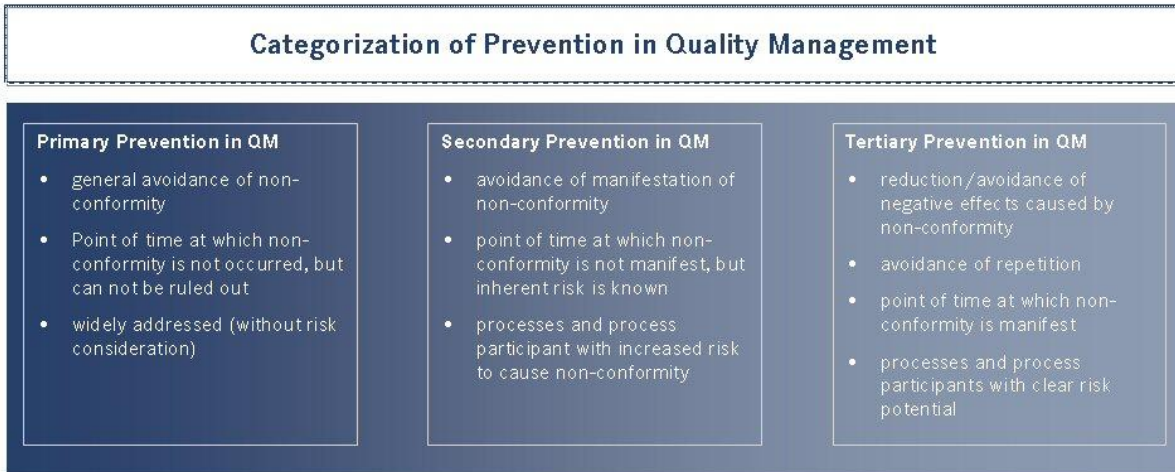 Categorization of Prevention in Quality Management
Primary Prevention in QM
• general avoidance of non-
conformity
• Point of time at which non-
conformity is not occurred, but
can not be ruled out
• widely addressed (without risk
consideration)
Secondary Prevention in QM
• avoidance of manifestation of
non-conformity
• point of time at which non-
conformity is not manifest, but
inherent risk is known
• processes and process
participant with increased risk
to cause non-conformity
Tertiary Prevention in QM
• reduction/avoidance of
negative effects caused by
non-conformity
• avoidance of repetition
• point of time at which non-
conformity is manifest
• processes and process
participants with clear risk
potential